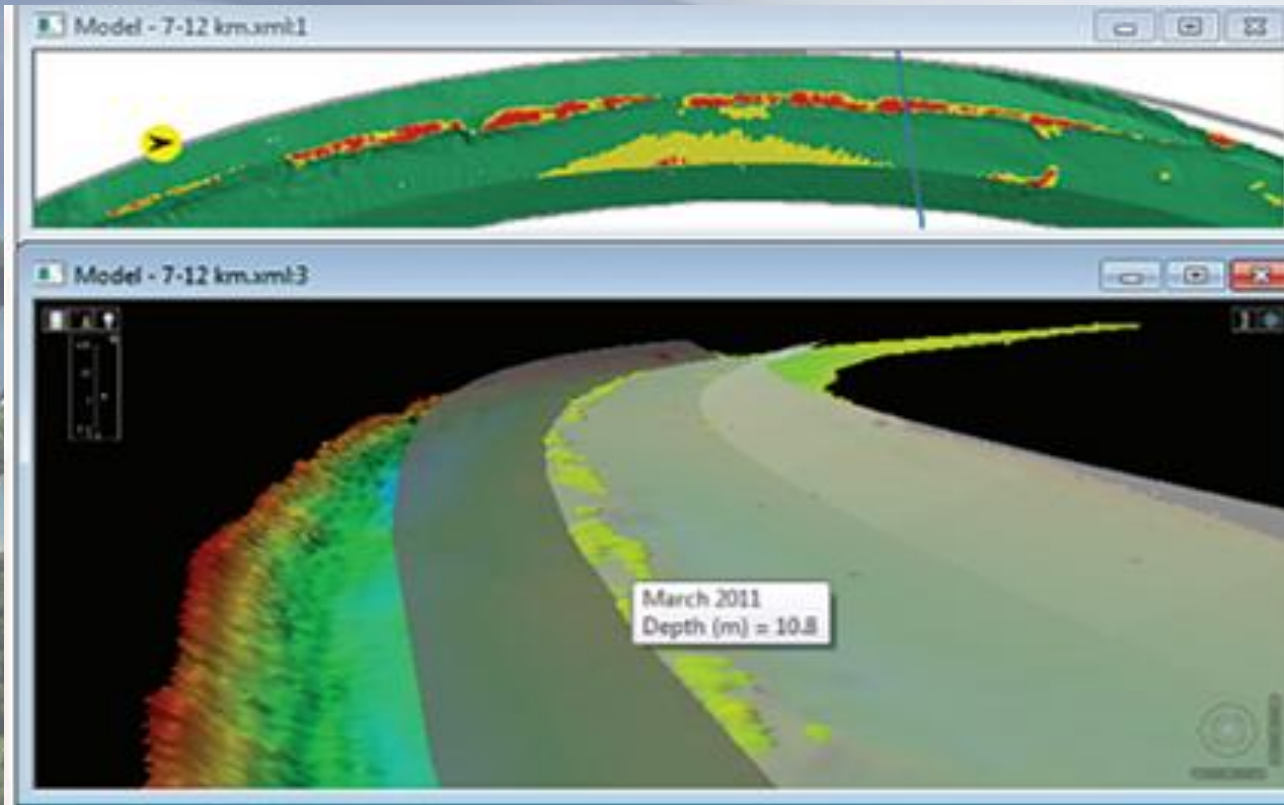 Model - 7-12 km.xml:1
Model - 7-12 km.xml:3
March 2011
Depth (m) = 10.8